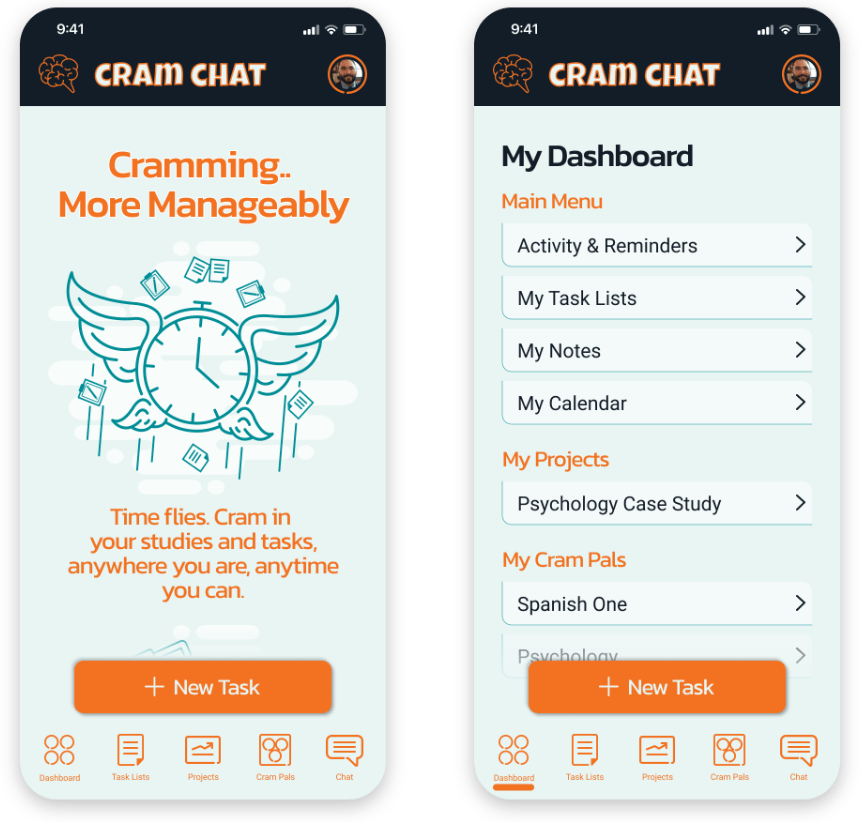 9:41
CRAM CHAT
Cramming..
More Manageably
Time flies. Cram in
your studies and tasks,
anywhere you are, anytime
you can.
+ New Task
Dashboard
Task Lists
Projects
Cram Pals
Chat
9:41
CRAM CHAT
My Dashboard
Main Menu
Activity & Reminders
My Task Lists
My Notes
My Calendar
My Projects
Psychology Case Study
My Cram Pals
Spanish One
Psychology
+ New Task
Dashboard
Task Lists
Projects
Cram Pals
Chat